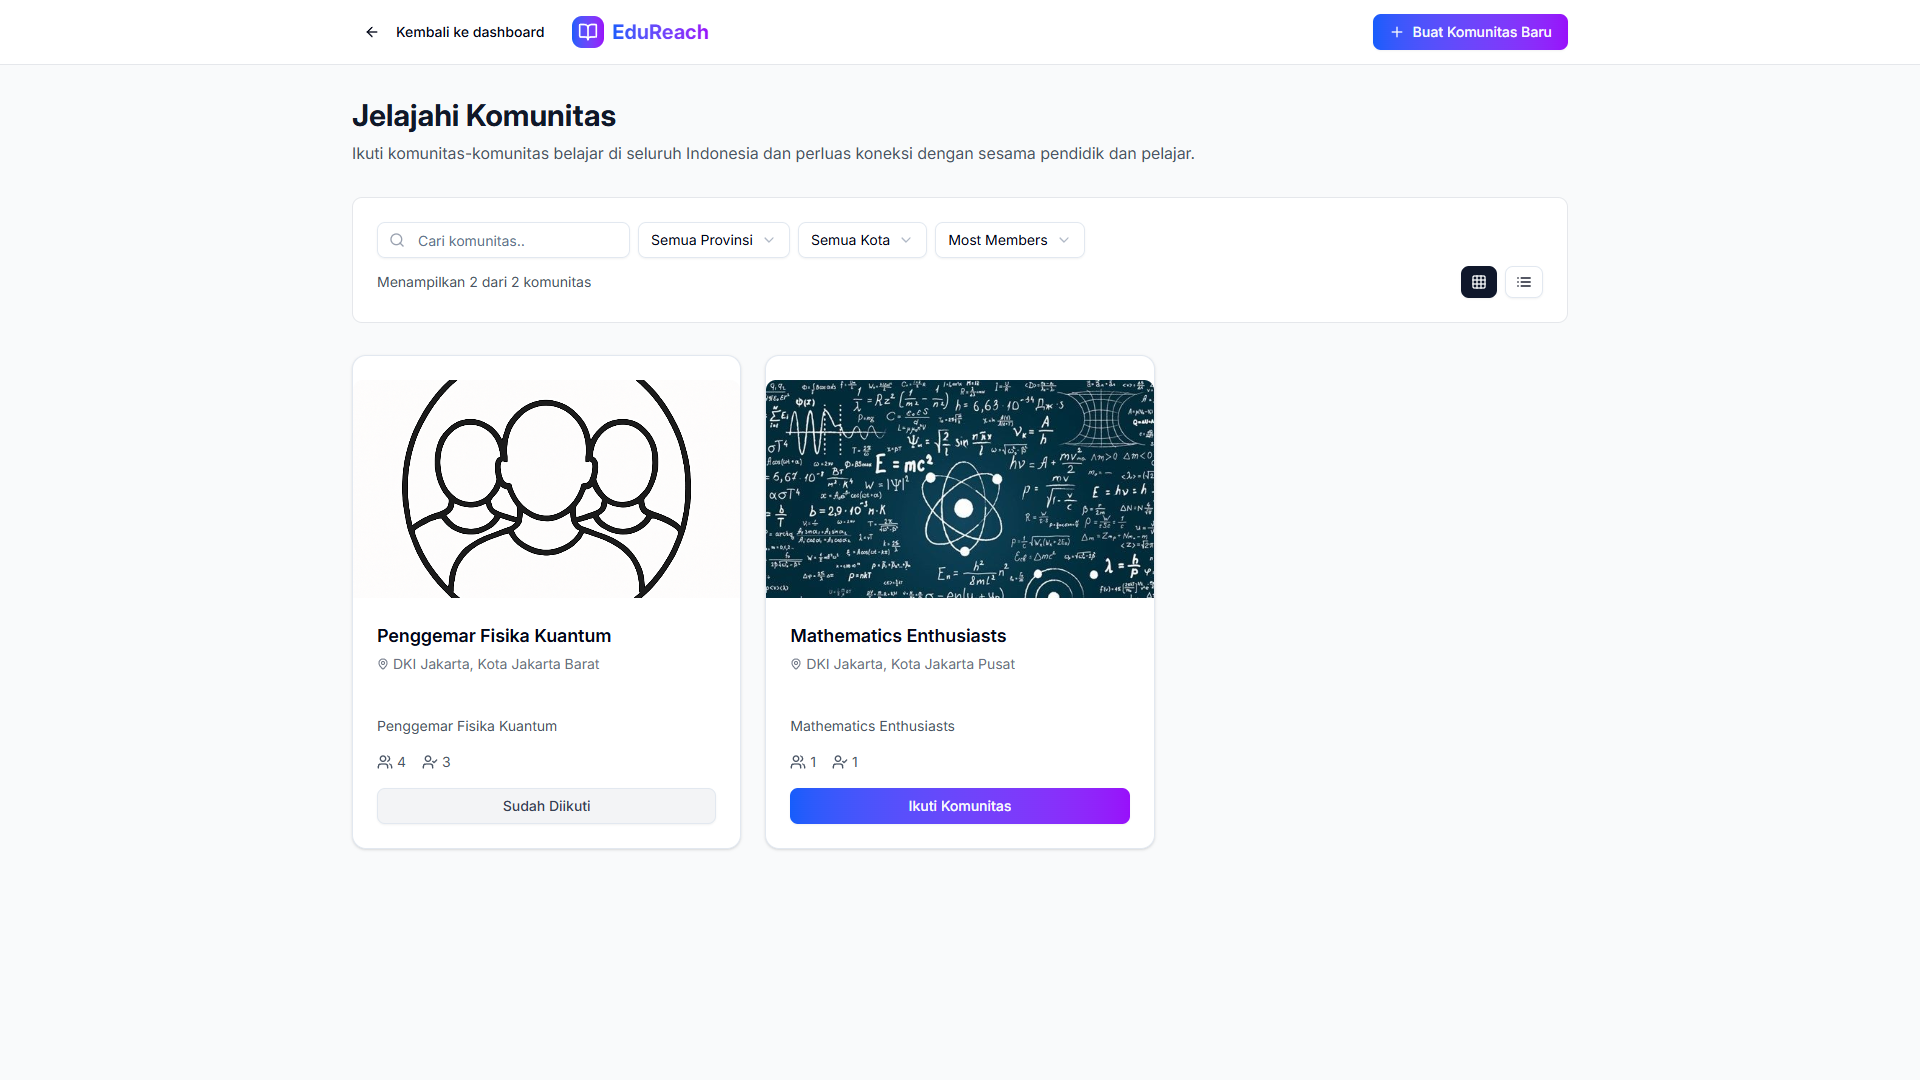 Kembali ke dashboard
EduReach
Buat Komunitas Baru
Jelajahi Komunitas
Ikuti komunitas-komunitas belajar di seluruh Indonesia dan perluas koneksi dengan sesama pendidik dan pelajar.
Cari komunitas..
Semua Provinsi
Semua Kota
Most Members
Menampilkan 2 dari 2 komunitas
E = mc²
Penggemar Fisika Kuantum
DKI Jakarta, Kota Jakarta Barat
Penggemar Fisika Kuantum
4 3
Sudah Diikuti
Mathematics Enthusiasts
DKI Jakarta, Kota Jakarta Pusat
Mathematics Enthusiasts
1 1
Ikuti Komunitas